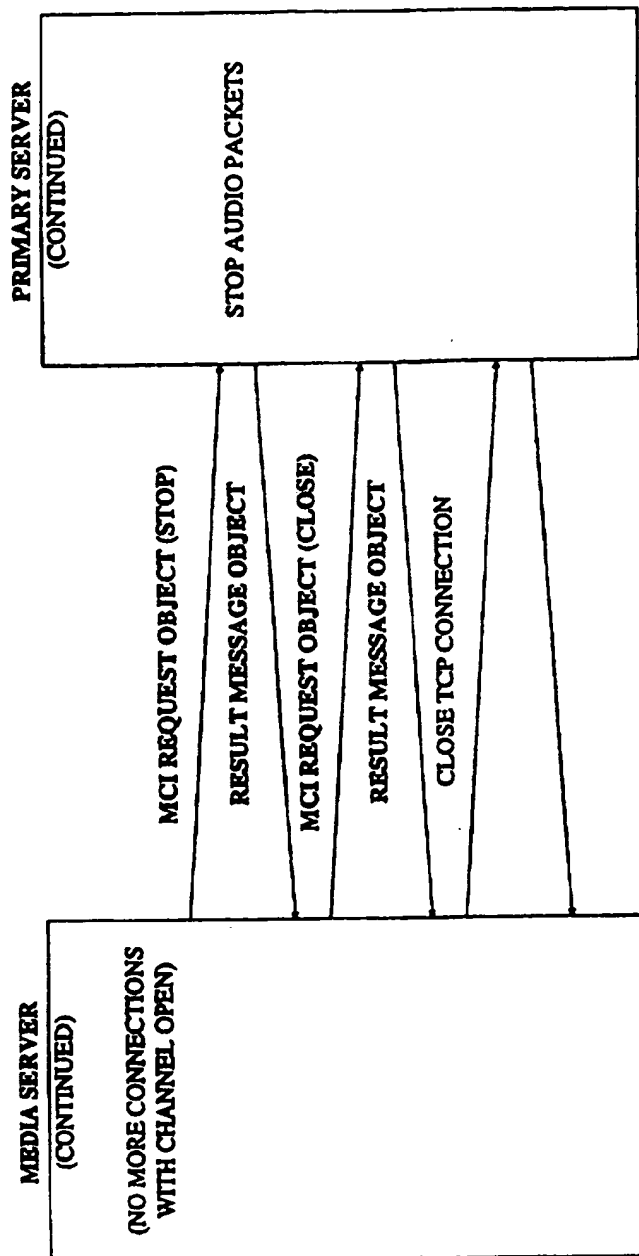 MEDIA SERVER
(CONTINUED)
(NO MORE CONNECTIONS
WITH CHANNEL OPEN)
MCI REQUEST OBJECT (STOP)
RESULT MESSAGE OBJECT
MCI REQUEST OBJECT (CLOSE)
RESULT MESSAGE OBJECT
CLOSE TCP CONNECTION
PRIMARY SERVER
(CONTINUED)
STOP AUDIO PACKETS